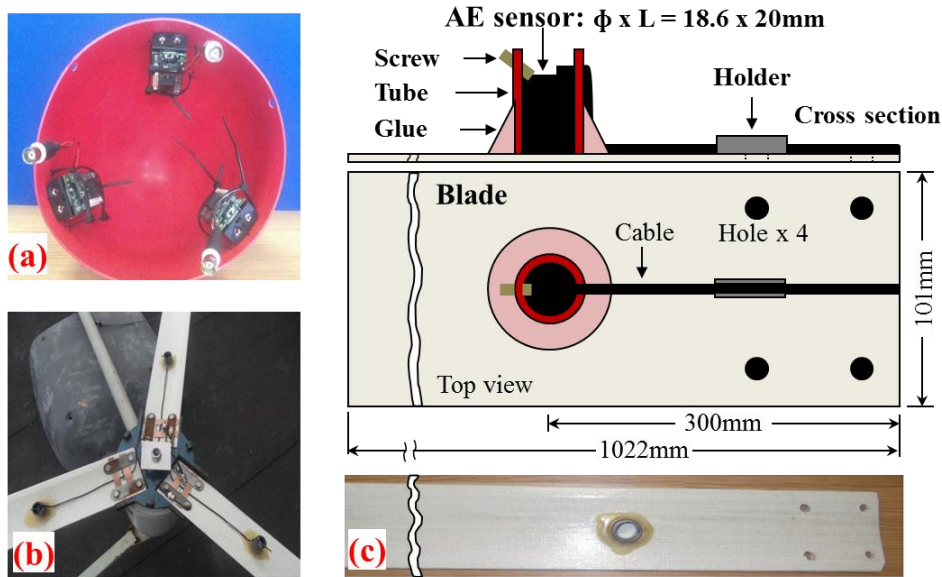 AE sensor: ϕ x L = 18.6 x 20mm
Screw
Tube
Glue
Holder
Cross section
Blade
Cable
Hole x 4
101mm
Top view
300mm
1022mm
(a)
(b)
(c)